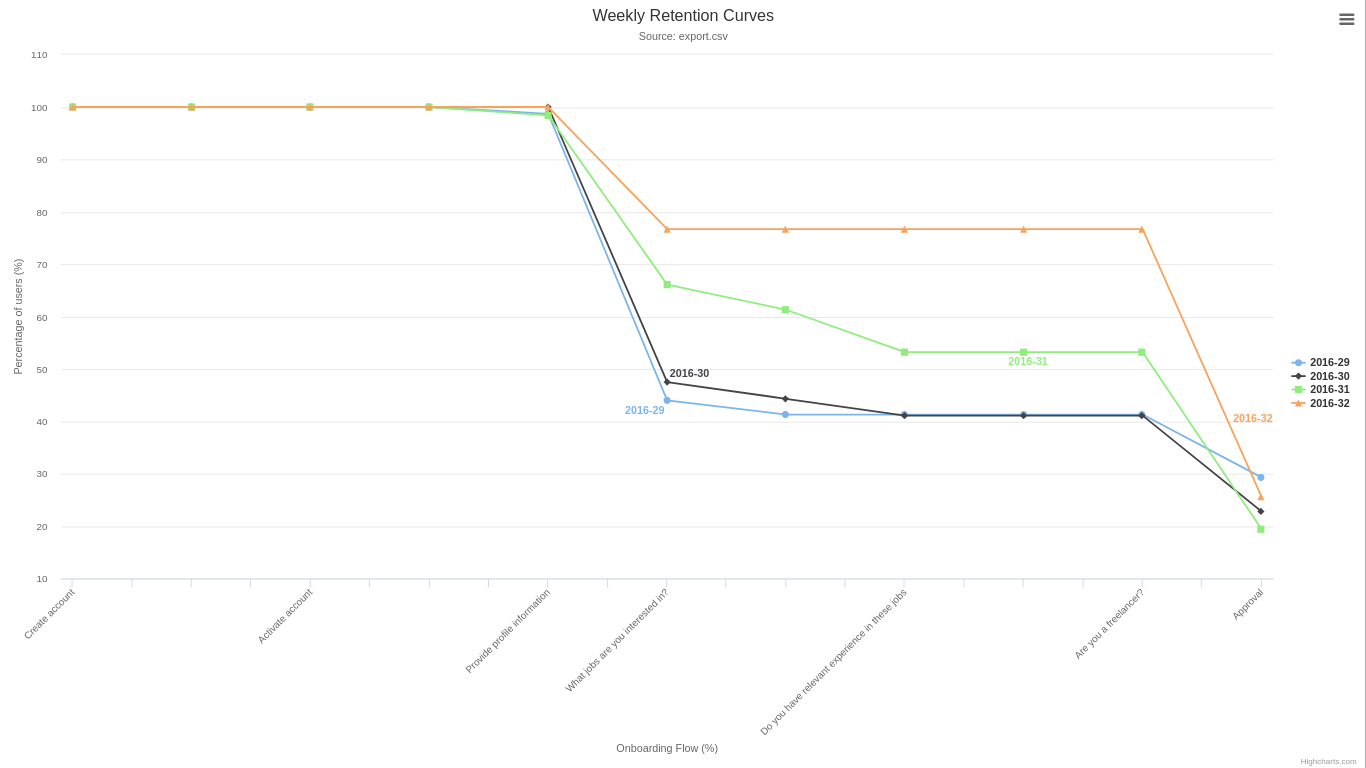 Weekly Retention Curves
Source: export.csv
110
100
90
80
70
60
50
40
30
20
10
Percentage of users (%)
2016-30
2016-29
2016-31
2016-32
2016-29
2016-30
2016-31
2016-32
Create account
Activate account
Provide profile information
What jobs are you interested in?
Do you have relevant experience in these jobs
Are you a freelancer?
Approval
Onboarding Flow (%)
Highcharts.com